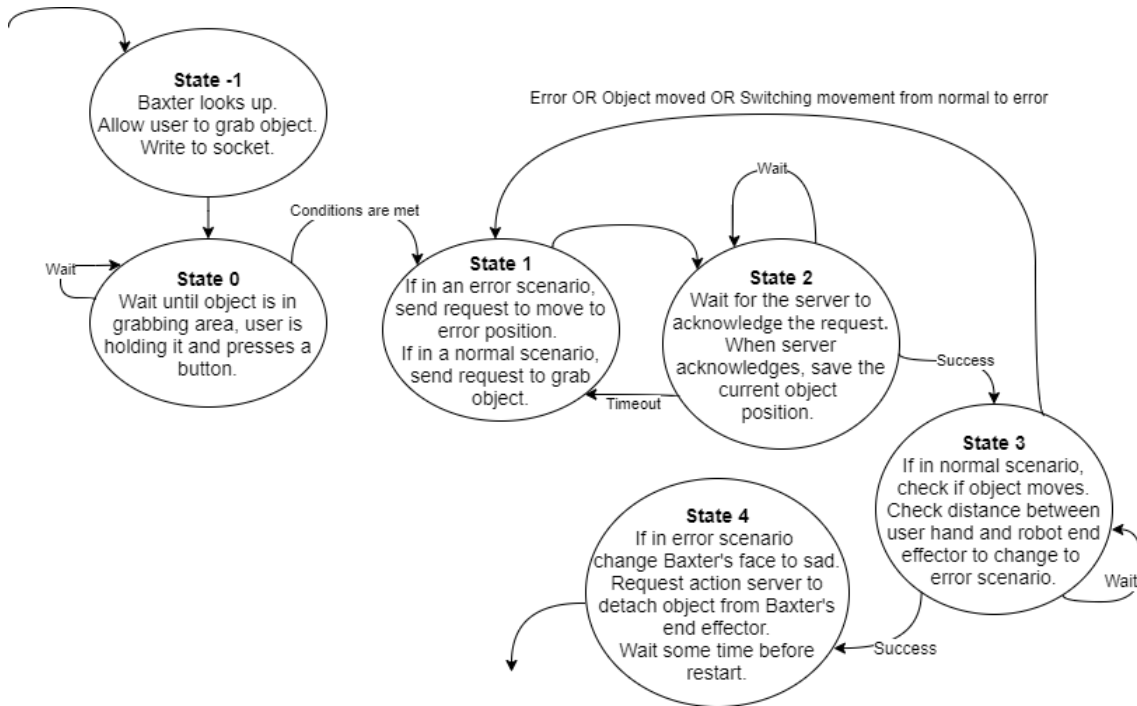 State -1
Baxter looks up.
Allow user to grab object.
Write to socket.
Error OR Object moved OR Switching movement from normal to error
Wait
Conditions are met
Wait
State 0
Wait until object is in
grabbing area, user is
holding it and presses a
button.
State 1
If in an error scenario,
send request to move to
error position.
If in a normal scenario,
send request to grab
object.
State 2
Wait for the server to
acknowledge the request.
When server
acknowledges, save the
current object
position.
Success
Timeout
State 3
If in normal scenario,
check if object moves.
Check distance between
user hand and robot end
effector to change to
error scenario.
Wait
State 4
If in error scenario
change Baxter's face to sad.
Request action server to
detach object from Baxter's
end effector.
Wait some time before
restart.
Success